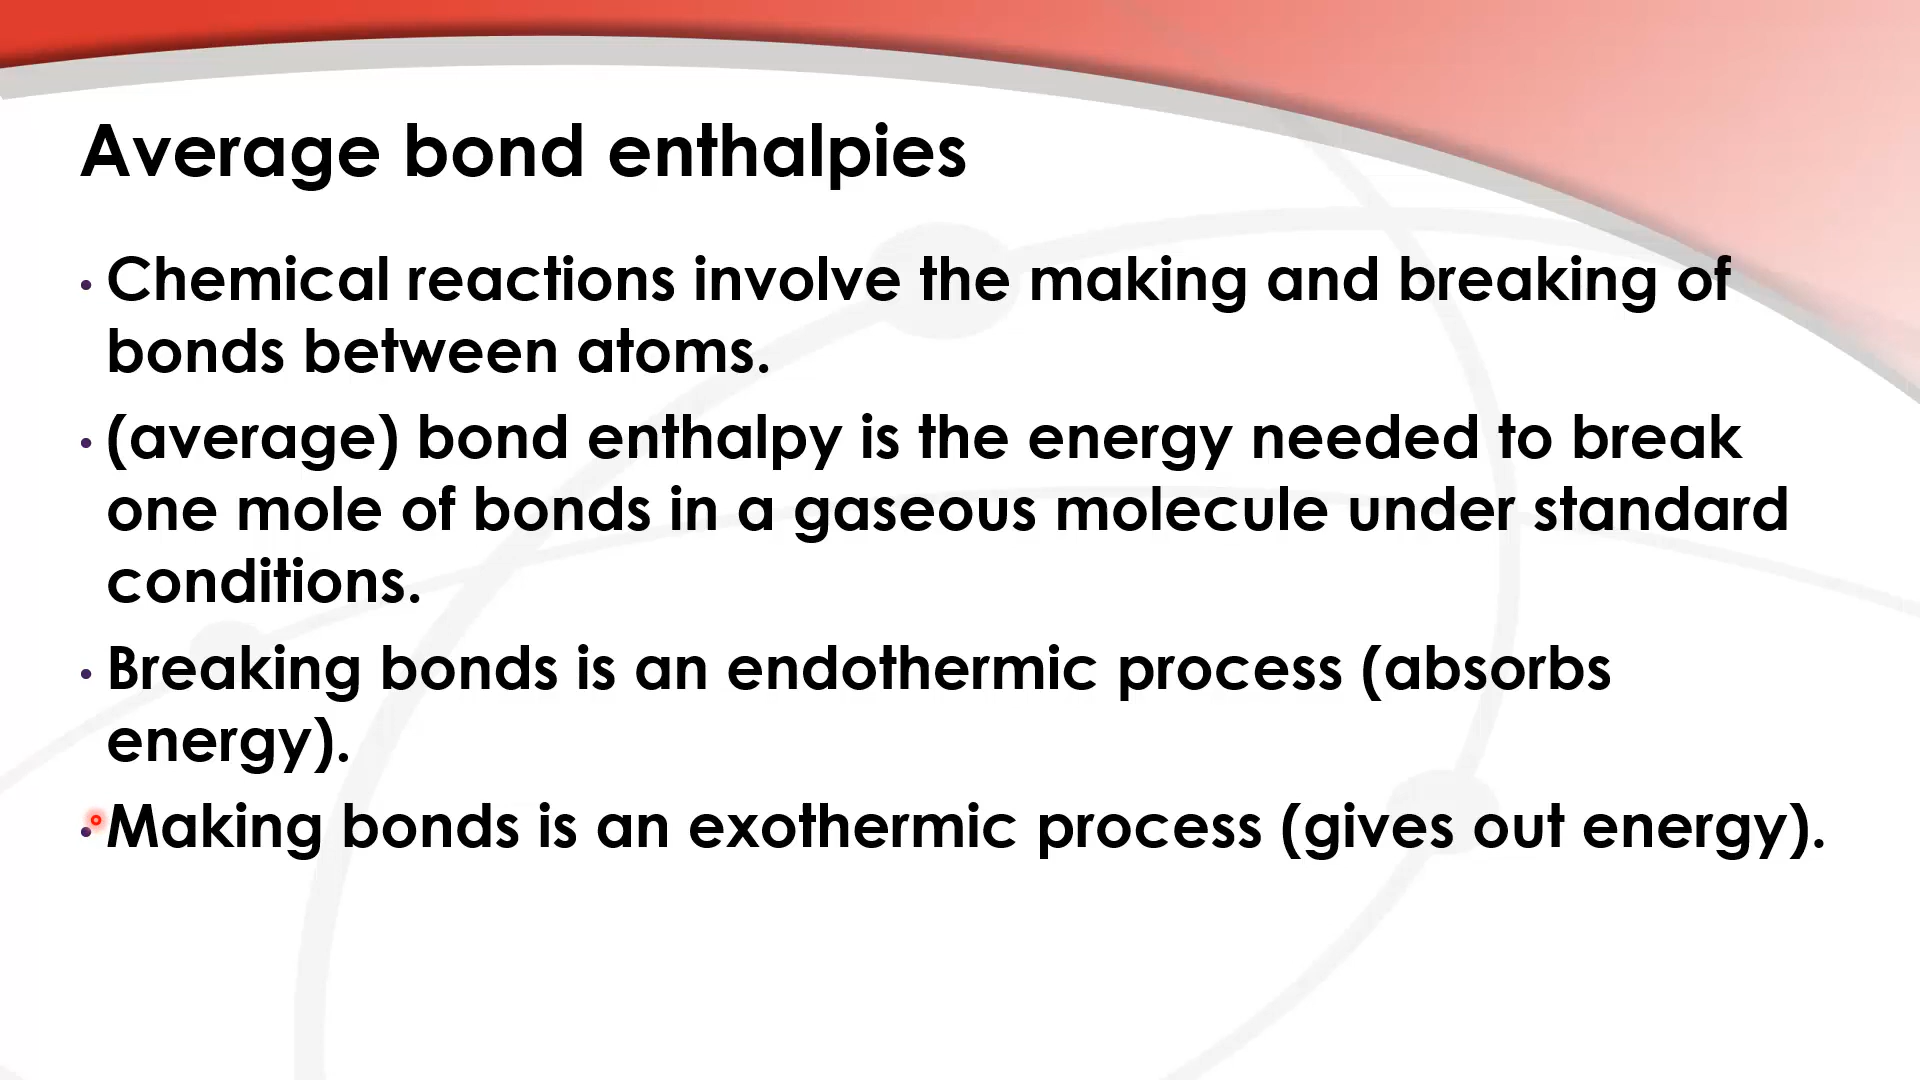 Average bond enthalpies
• Chemical reactions involve the making and breaking of
bonds between atoms.
• (average) bond enthalpy is the energy needed to break
one mole of bonds in a gaseous molecule under standard
conditions.
• Breaking bonds is an endothermic process (absorbs
energy).
• Making bonds is an exothermic process (gives out energy).